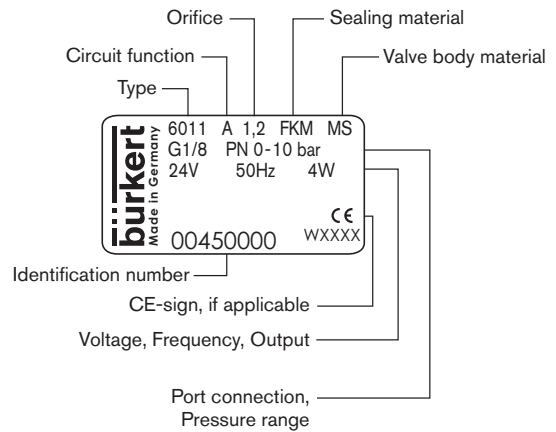 Orifice
Sealing material
Circuit function
Valve body material
Type
6011 A 1,2 FKM MS
G1/8 PN 0-10 bar
24V 50Hz 4W
bürkert
Made in Germany
CE
00450000
WXXXX
Identification number
CE-sign, if applicable
Voltage, Frequency, Output
Port connection,
Pressure range